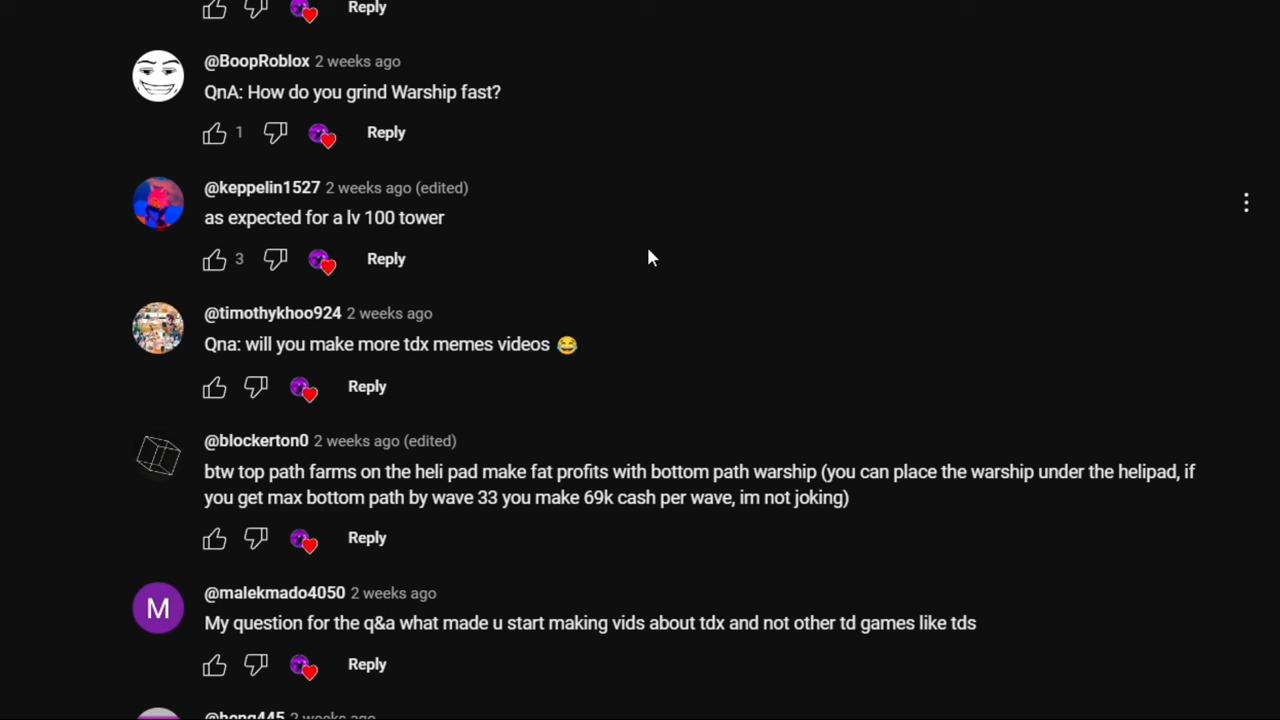 Reply
@BoopRoblox 2 weeks ago
QnA: How do you grind Warship fast?
1 Reply
@keppelin1527 2 weeks ago (edited)
as expected for a lv 100 tower
3 Reply
@timothykhoo924 2 weeks ago
Qna: will you make more tdx memes videos 😂
Reply
@blockerton0 2 weeks ago (edited)
btw top path farms on the heli pad make fat profits with bottom path warship (you can place the warship under the helipad, if
you get max bottom path by wave 33 you make 69k cash per wave, im not joking)
Reply
M
@malekmado4050 2 weeks ago
My question for the q&a what made u start making vids about tdx and not other td games like tds
Reply
@hong445 2 weeks ago